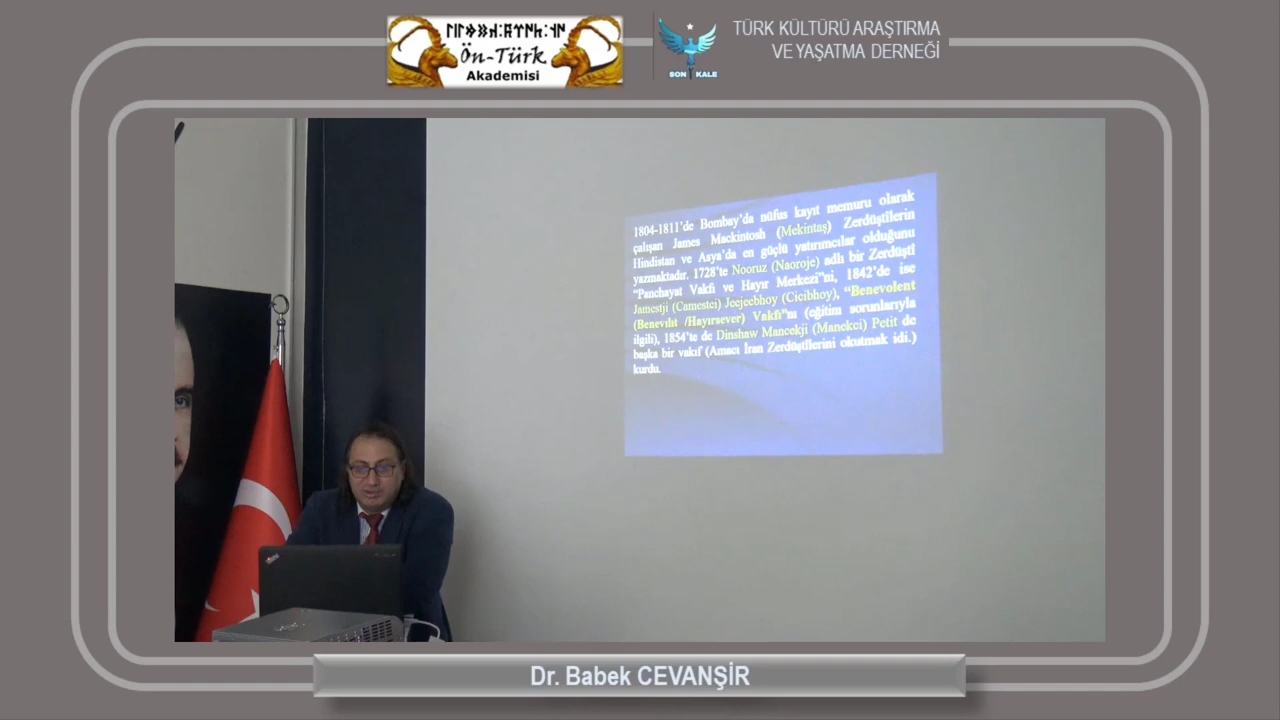 Ön-Türk
Akademisi
SON KALE
TÜRK KÜLTÜRÜ ARAŞTIRMA
VE YAŞATMA DERNEĞİ
1804-1811’de Bombay’da nüfus kayıt memuru olarak
çalışan James Mackintosh (Mekintaş) Zerdüştîlerin
Hindistan ve Asya’da en güçlü yatırımcılar olduğunu
yazmaktadır. 1728’te Nooruz (Naoroje) adlı bir Zerdüştî
“Panchayat Vakfı ve Hayır Merkezi”ni, 1842’de ise
Jamestji (Camestci) Jeejeebhoy (Cicibhoy), “Benevolent
(Benevılnt /Hayırsever) Vakfı”nı (eğitim sorunlarıyla
ilgili), 1854’te de Dinshaw Maneekji (Manekci) Petit de
başka bir vakıf (Amacı İran Zerdüştîlerini okutmak idi.)
kurdu.
Dr. Babek CEVANŞİR